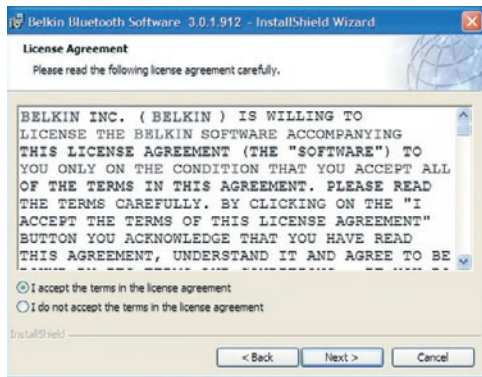 Belkin Bluetooth Software 3.0.1.912 - InstallShield Wizard
License Agreement
Please read the following license agreement carefully.
BELKIN INC. ( BELKIN ) IS WILLING TO
LICENSE THE BELKIN SOFTWARE ACCOMPANYING
THIS LICENSE AGREEMENT (THE "SOFTWARE") TO
YOU ONLY ON THE CONDITION THAT YOU ACCEPT ALL
OF THE TERMS IN THIS AGREEMENT. PLEASE READ
THE TERMS CAREFULLY. BY CLICKING ON THE "I
ACCEPT THE TERMS OF THIS LICENSE AGREEMENT"
BUTTON YOU ACKNOWLEDGE THAT YOU HAVE READ
THIS AGREEMENT, UNDERSTAND IT AND AGREE TO BE
I accept the terms in the license agreement
I do not accept the terms in the license agreement
InstallShield
< Back Next > Cancel